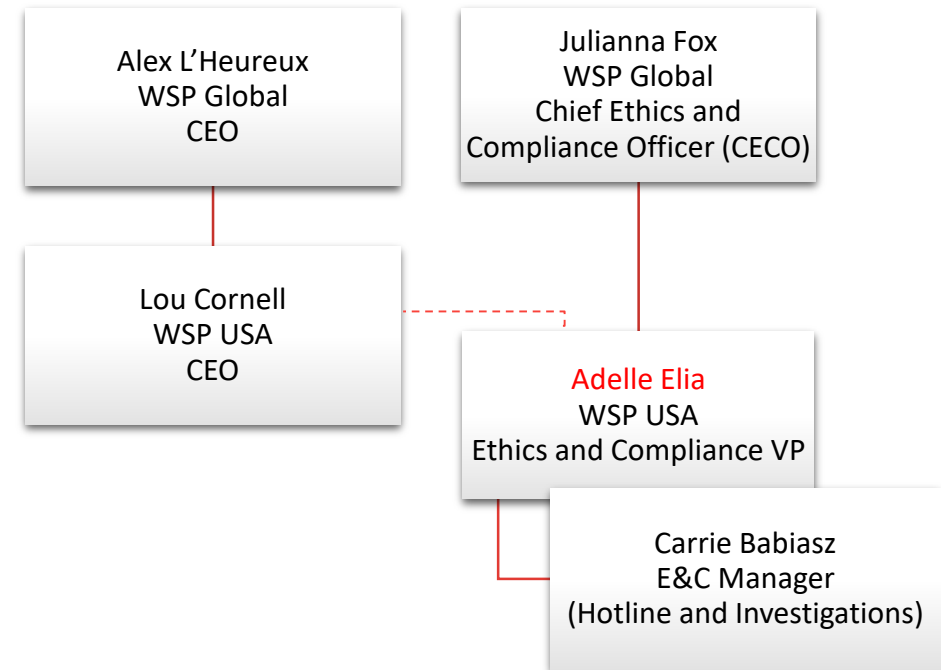 Alex L’Heureux
WSP Global
CEO
Julianna Fox
WSP Global
Chief Ethics and
Compliance Officer (CECO)
Lou Cornell
WSP USA
CEO
Adelle Elia
WSP USA
Ethics and Compliance VP
Carrie Babiasz
E&C Manager
(Hotline and Investigations)